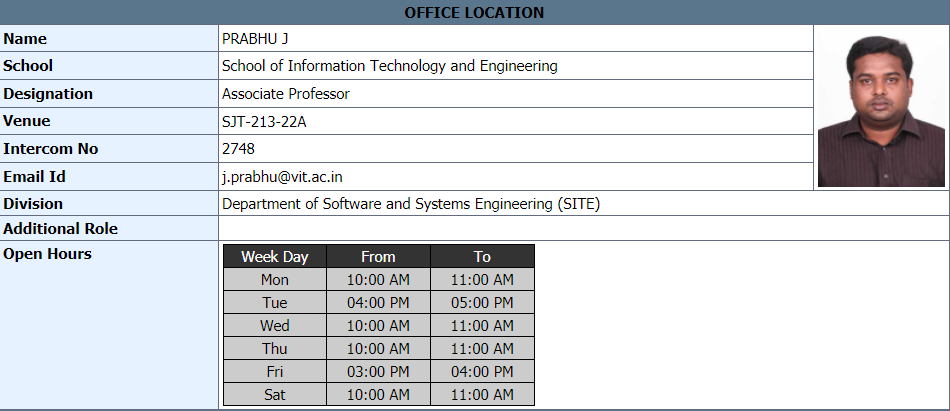 OFFICE LOCATION
Name PRABHU J
School School of Information Technology and Engineering
Designation Associate Professor
Venue SJT-213-22A
Intercom No 2748
Email Id j.prabhu@vit.ac.in
Division Department of Software and Systems Engineering (SITE)
Additional Role
Open Hours
Week Day From To
Mon 10:00 AM 11:00 AM
Tue 04:00 PM 05:00 PM
Wed 10:00 AM 11:00 AM
Thu 10:00 AM 11:00 AM
Fri 03:00 PM 04:00 PM
Sat 10:00 AM 11:00 AM